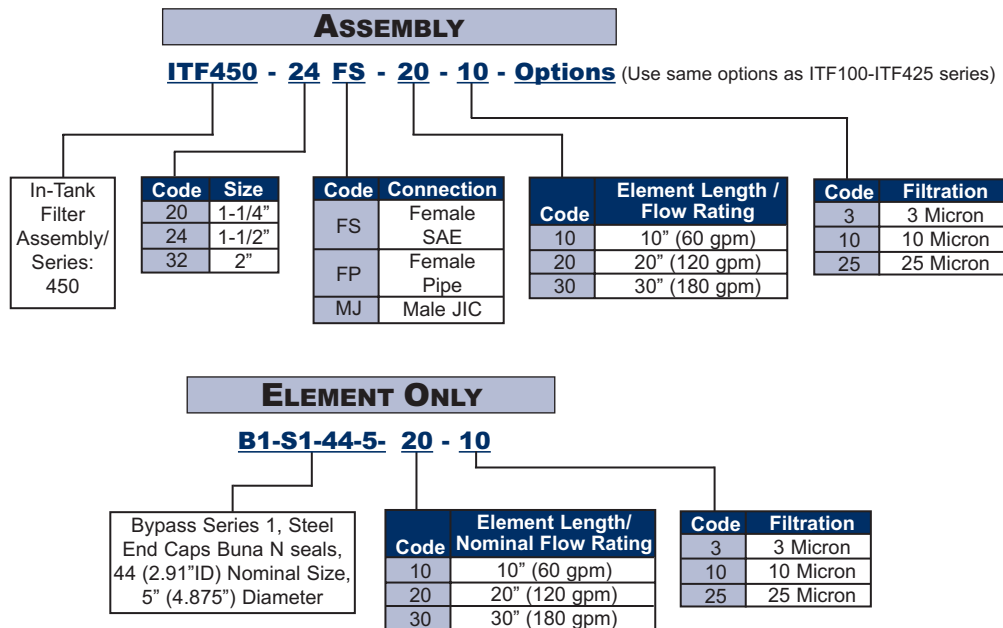 ASSEMBLY
ITF450 - 24 FS - 20 - 10 - Options (Use same options as ITF100-ITF425 series)
In-Tank
Filter
Assembly/
Series:
450
Code Size
20 1-1/4”
24 1-1/2”
32 2”
Code Connection
FS Female
SAE
FP Female
Pipe
MJ Male JIC
Element Length /
Code Flow Rating
10 10” (60 gpm)
20 20” (120 gpm)
30 30” (180 gpm)
Code Filtration
3 3 Micron
10 10 Micron
25 25 Micron
ELEMENT ONLY
B1-S1-44-5- 20 - 10
Bypass Series 1, Steel
End Caps Buna N seals,
44 (2.91”ID) Nominal Size,
5” (4.875”) Diameter
Element Length/
Code Nominal Flow Rating
10 10” (60 gpm)
20 20” (120 gpm)
30 30” (180 gpm)
Code Filtration
3 3 Micron
10 10 Micron
25 25 Micron